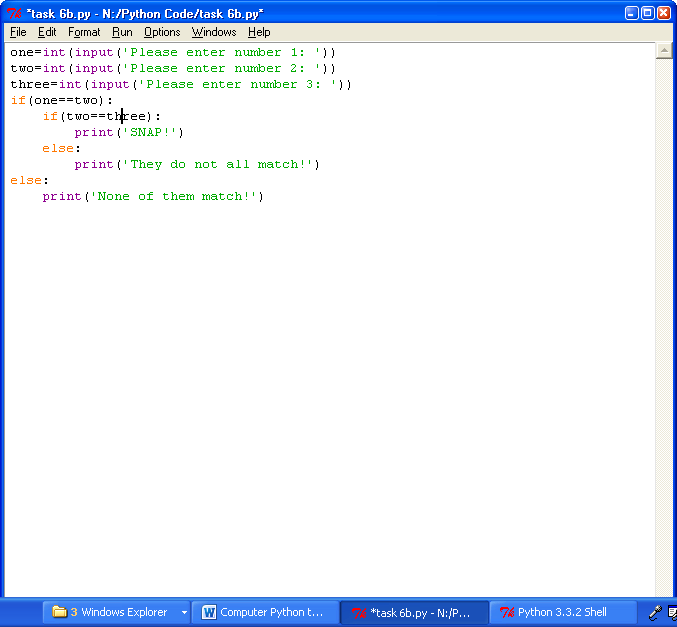 *task 6b.py - N:/Python Code/task 6b.py*
File Edit Format Run Options Windows Help
one=int(input('Please enter number 1: '))
two=int(input('Please enter number 2: '))
three=int(input('Please enter number 3: '))
if(one==two):
    if(two==three):
        print('SNAP!')
    else:
        print('They do not all match!')
else:
    print('None of them match!')
3 Windows Explorer Computer Python t... *task 6b.py - N:/P... Python 3.3.2 Shell